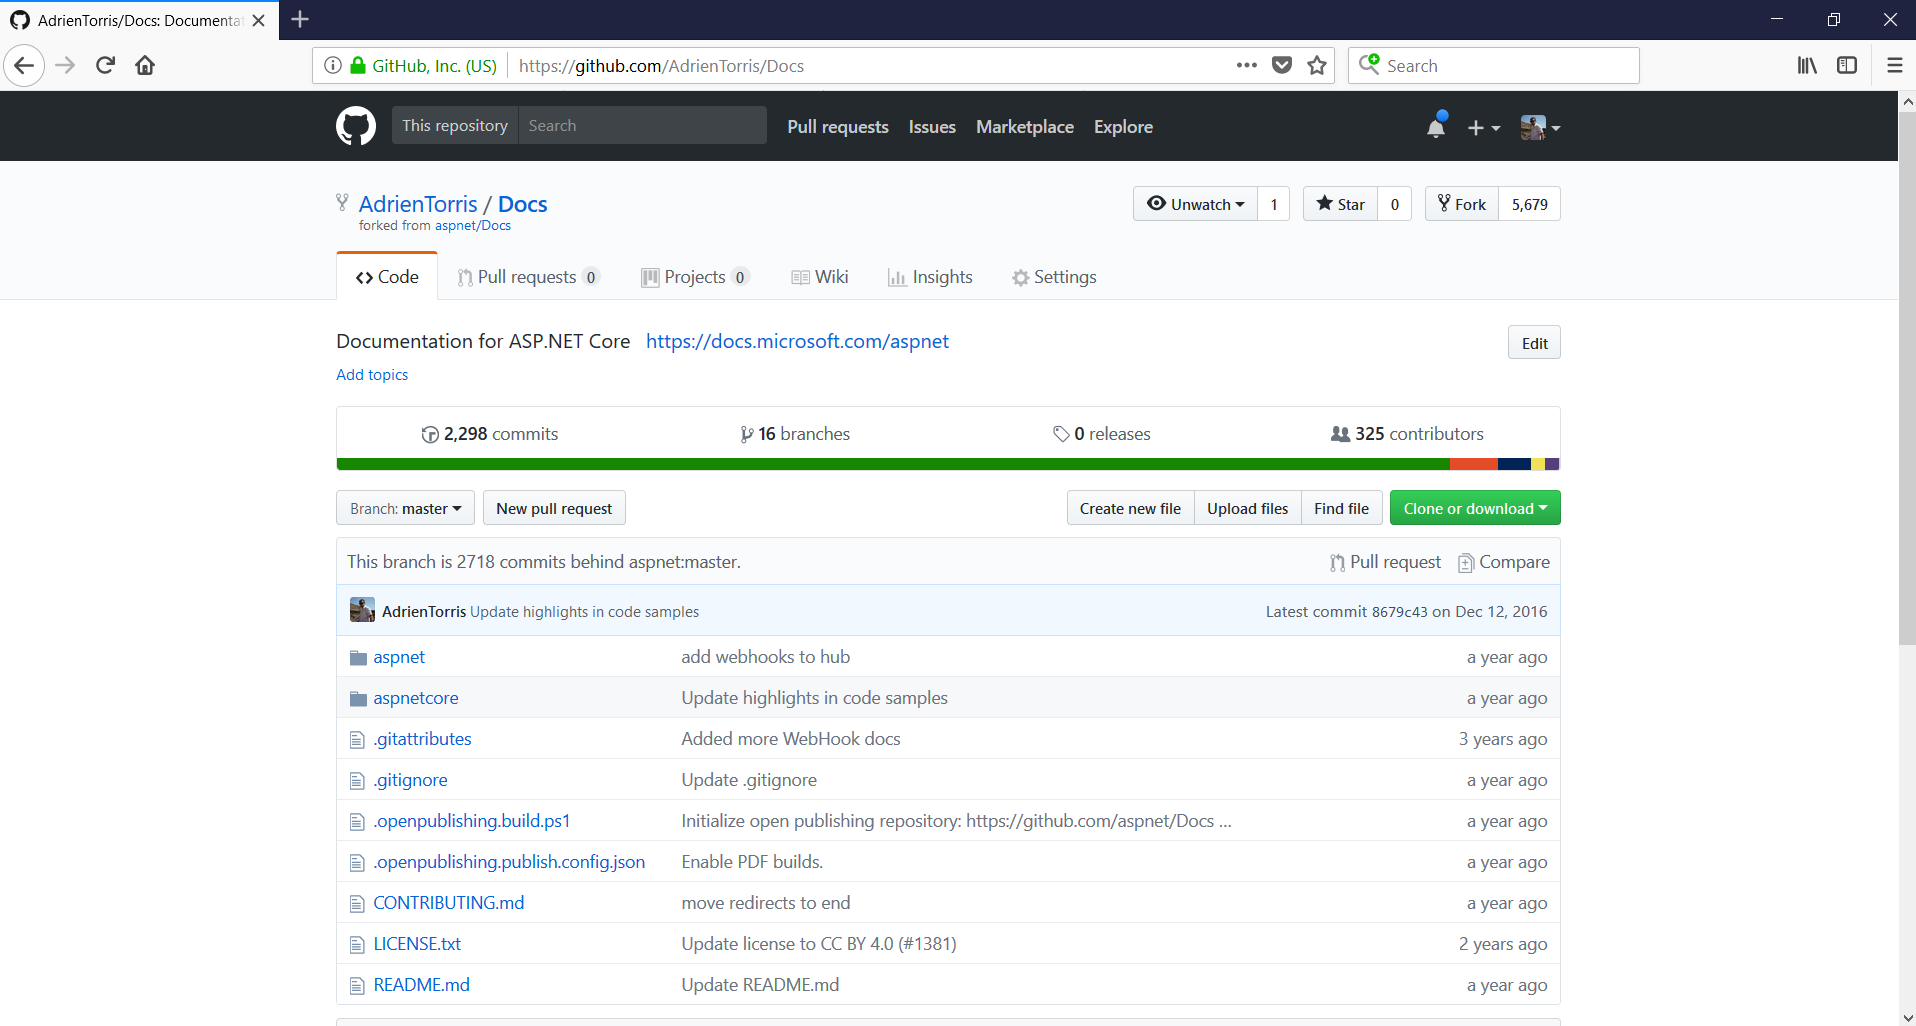 AdrienTorris/Docs: Documentat
GitHub, Inc. (US) https://github.com/AdrienTorris/Docs Search
This repository Search Pull requests Issues Marketplace Explore
AdrienTorris / Docs Unwatch 1 Star 0 Fork 5,679
forked from aspnet/Docs
Code Pull requests 0 Projects 0 Wiki Insights Settings
Documentation for ASP.NET Core https://docs.microsoft.com/aspnet Edit
Add topics
2,298 commits 16 branches 0 releases 325 contributors
Branch: master New pull request Create new file Upload files Find file Clone or download
This branch is 2718 commits behind aspnet:master. Pull request Compare
AdrienTorris Update highlights in code samples Latest commit 8679c43 on Dec 12, 2016
aspnet add webhooks to hub a year ago
aspnetcore Update highlights in code samples a year ago
.gitattributes Added more WebHook docs 3 years ago
.gitignore Update .gitignore a year ago
.openpublishing.build.ps1 Initialize open publishing repository: https://github.com/aspnet/Docs ... a year ago
.openpublishing.publish.config.json Enable PDF builds. a year ago
CONTRIBUTING.md move redirects to end a year ago
LICENSE.txt Update license to CC BY 4.0 (#1381) 2 years ago
README.md Update README.md a year ago